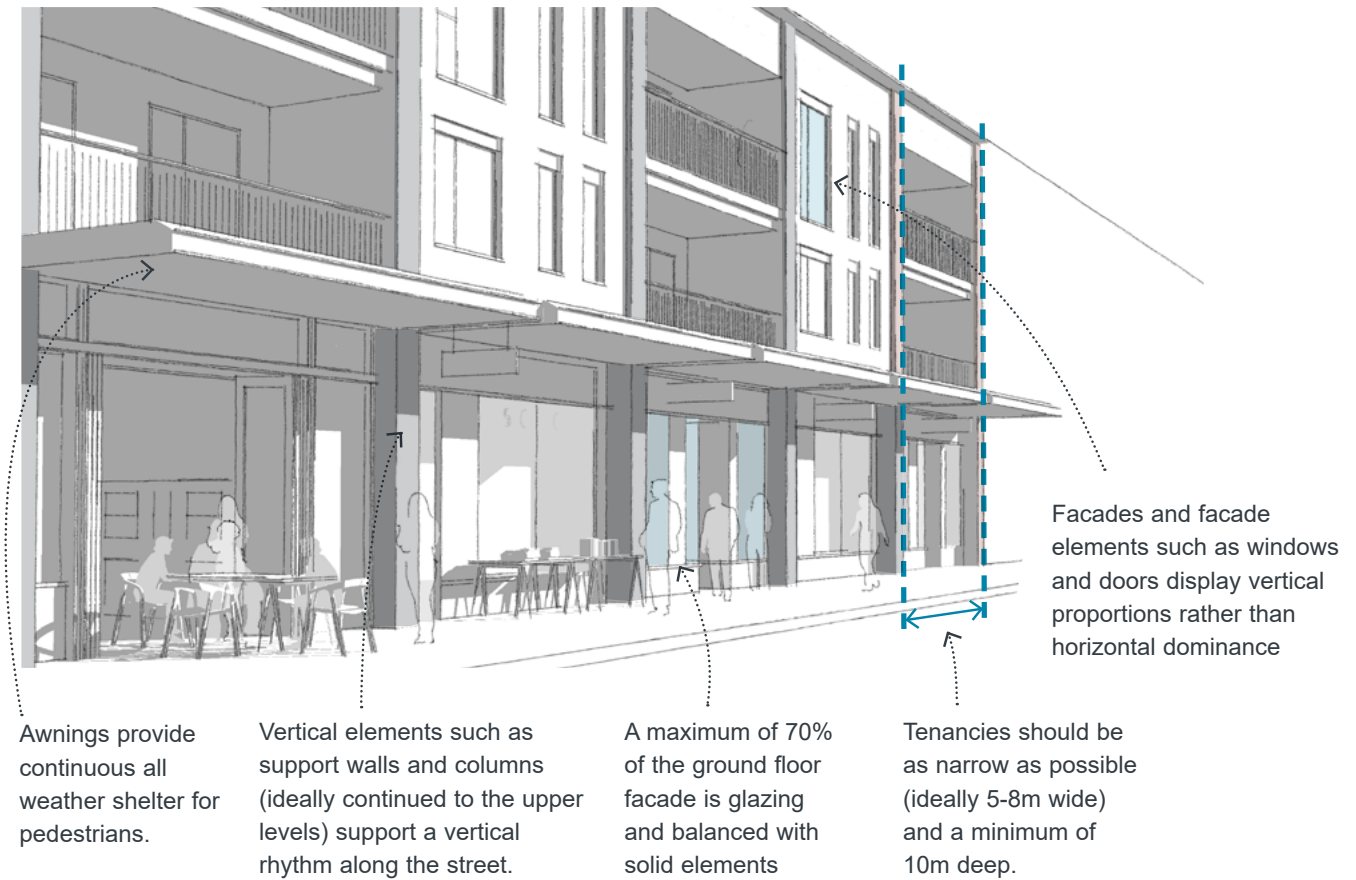 Facades and facade
elements such as windows
and doors display vertical
proportions rather than
horizontal dominance
Awnings provide
continuous all
weather shelter for
pedestrians.
Vertical elements such as
support walls and columns
(ideally continued to the upper
levels) support a vertical
rhythm along the street.
A maximum of 70%
of the ground floor
facade is glazing
and balanced with
solid elements
Tenancies should be
as narrow as possible
(ideally 5-8m wide)
and a minimum of
10m deep.